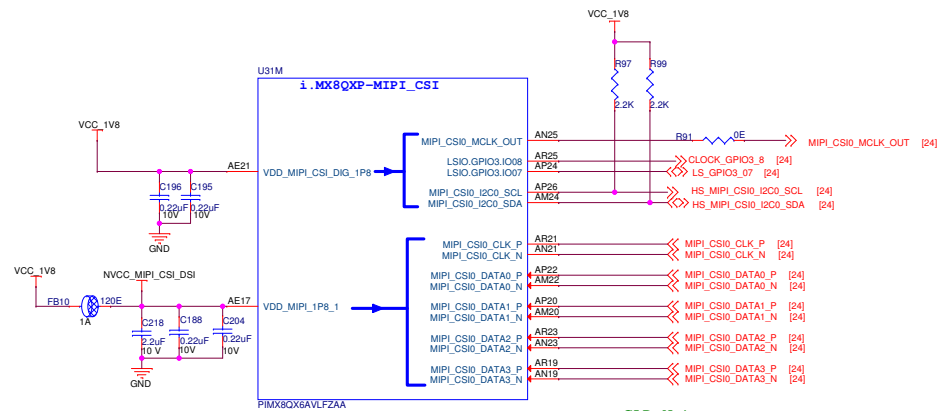 VCC_1V8
R97
R99
2.2K
2.2K
U31M
i.MX8QXP-MIPI_CSI
VCC_1V8
AE21
VDD_MIPI_CSI_DIG_1P8
C196
C195
0.22uF
0.22uF
10V
10V
GND
MIPI_CSI0_MCLK_OUT
AN25
R91
0E
MIPI_CSI0_MCLK_OUT [24]
LSIO.GPIO3.IO08
AR25
CLOCK_GPIO3_8 [24]
LSIO.GPIO3.IO07
AP24
LS_GPIO3_07 [24]
MIPI_CSI0_I2C0_SCL
AP26
HS_MIPI_CSI0_I2C0_SCL [24]
MIPI_CSI0_I2C0_SDA
AM24
HS_MIPI_CSI0_I2C0_SDA [24]
MIPI_CSI0_CLK_P
AR21
MIPI_CSI0_CLK_P [24]
MIPI_CSI0_CLK_N
AN21
MIPI_CSI0_CLK_N [24]
VCC_1V8
NVCC_MIPI_CSI_DSI
FB10
120E
1A
AE17
VDD_MIPI_1P8_1
C218
C188
C204
2.2uF
0.22uF
0.22uF
10 V
10V
10V
GND
MIPI_CSI0_DATA0_P
AP22
MIPI_CSI0_DATA0_P [24]
MIPI_CSI0_DATA0_N
AM22
MIPI_CSI0_DATA0_N [24]
MIPI_CSI0_DATA1_P
AP20
MIPI_CSI0_DATA1_P [24]
MIPI_CSI0_DATA1_N
AM20
MIPI_CSI0_DATA1_N [24]
MIPI_CSI0_DATA2_P
AR23
MIPI_CSI0_DATA2_P [24]
MIPI_CSI0_DATA2_N
AN23
MIPI_CSI0_DATA2_N [24]
MIPI_CSI0_DATA3_P
AR19
MIPI_CSI0_DATA3_P [24]
MIPI_CSI0_DATA3_N
AN19
MIPI_CSI0_DATA3_N [24]
PIMX8QX6AVLFZAA